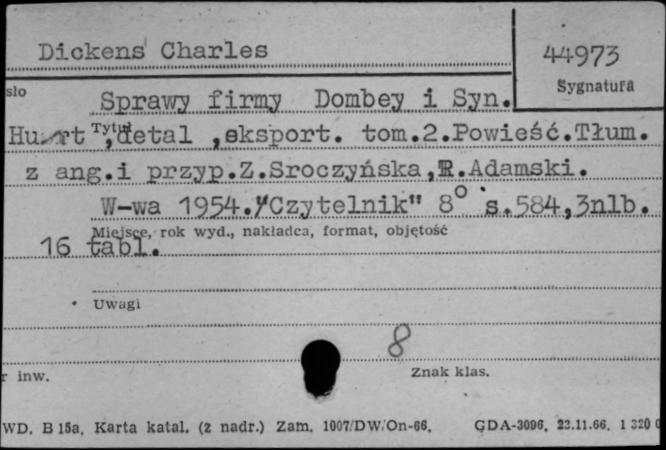 Dickens Charles
44973
Sygnatura
sło
Sprawy firmy Dombey i Syn.
Hurt, detal ,eksport. tom.2.Powieść.Tłum.
Tytuł
z ang.i przyp.Z.Sroczyńska,R.Adamski.
W-wa 1954."Czytelnik" 8° s.584,3nlb.
Miejsce, rok wyd., nakładca, format, objętość
16 tabl.
Uwagi
8
r inw.
Znak klas.
WD. B 15a. Karta katal. (z nadr.) Zam. 1007/DW/On-66. GDA-3096. 22.11.66. 1 320 0